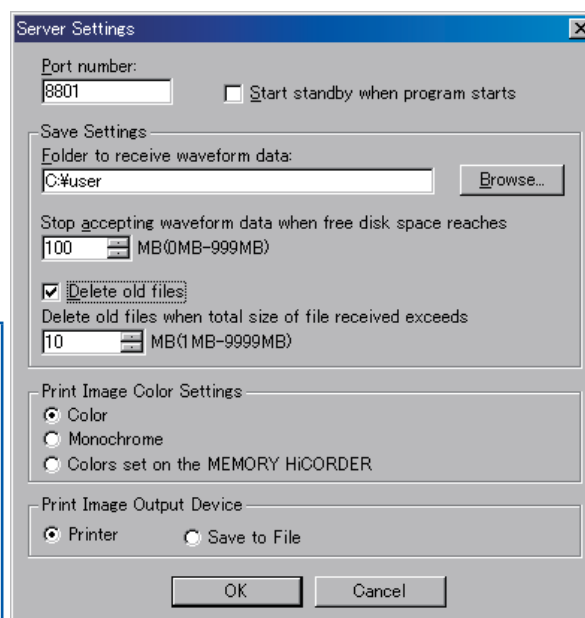 Server Settings
Port number:
8801
Start standby when program starts
Save Settings
Folder to receive waveform data:
C:¥user
Browse...
Stop accepting waveform data when free disk space reaches
100 MB(0MB-999MB)
Delete old files
Delete old files when total size of file received exceeds
10 MB(1MB-9999MB)
Print Image Color Settings
Color
Monochrome
Colors set on the MEMORY HiCORDER
Print Image Output Device
Printer Save to File
OK Cancel